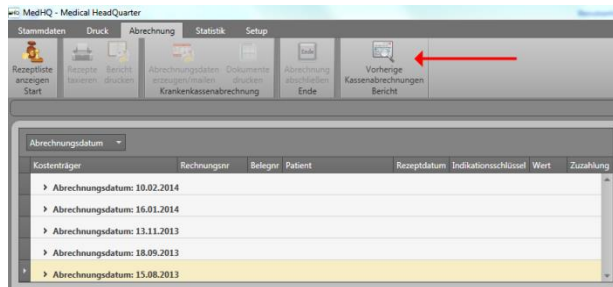 MedHQ - Medical HeadQuarter
Stammdaten Druck Abrechnung Statistik Setup
Rezeptliste anzeigen
Rezepte taxieren
Bericht drucken
Abrechnungsdaten erzeugen/mailen
Dokumente drucken
Ende
Abrechnung abschließen
Vorherige Kassenabrechnungen
Start Krankenkassenabrechnung Ende Bericht
Abrechnungsdatum
Kostenträger Rechnungsnr Belegnr Patient Rezeptdatum Indikationsschlüssel Wert Zuzahlung
Abrechnungsdatum: 10.02.2014
Abrechnungsdatum: 16.01.2014
Abrechnungsdatum: 13.11.2013
Abrechnungsdatum: 18.09.2013
Abrechnungsdatum: 15.08.2013